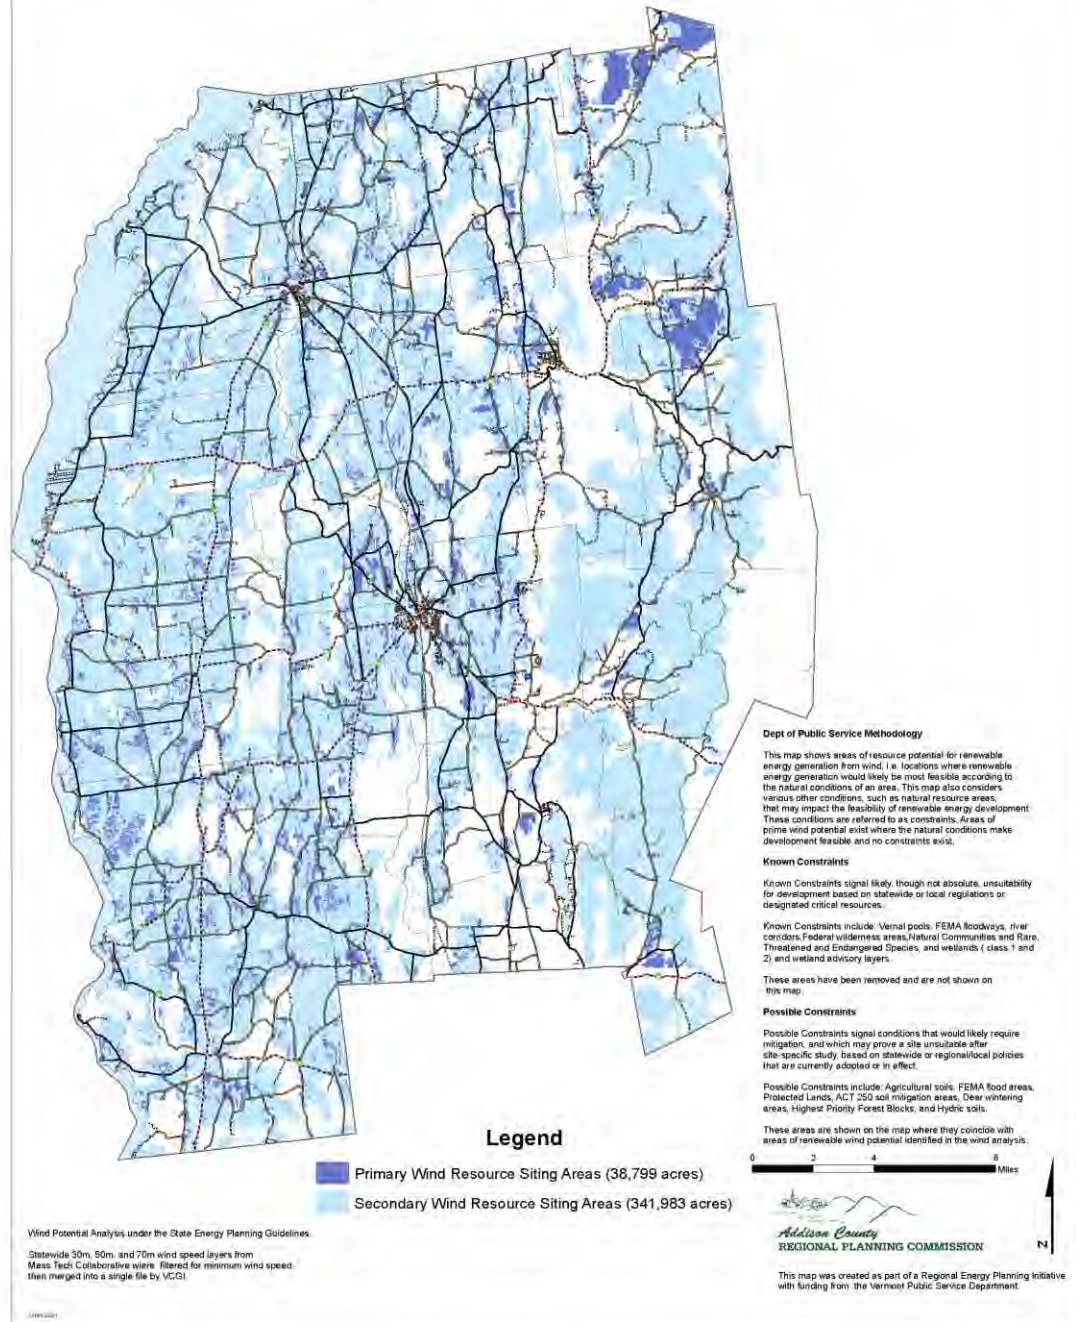 Dept of Public Service Methodology
This map shows areas of resource potential for renewable
energy generation from wind, i.e. locations where renewable
energy generation would likely be most feasible according to
the natural conditions of an area. This map also considers
various other conditions, such as natural resource areas,
that may impact the feasibility of renewable energy development
These conditions are referred to as constraints. Areas of
prime wind potential exist where the natural conditions make
development feasible and no constraints exist.
Known Constraints
Known Constraints signal likely, though not absolute, unsuitability
for development based on statewide or local regulations or
designated critical resources.
Known Constraints include: Vernal pools, FEMA floodways, river
corridors,Federal wilderness areas,Natural Communities and Rare,
Threatened and Endangered Species, and wetlands ( class 1 and
2) and wetland advisory layers.
These areas have been removed and are not shown on
this map.
Possible Constraints
Possible Constraints signal conditions that would likely require
mitigation, and which may prove a site unsuitable after
site-specific study, based on statewide or regional/local policies
that are currently adopted or in effect.
Possible Constraints include: Agricultural soils, FEMA flood areas,
Protected Lands, ACT 250 soil mitigation areas, Deer wintering
areas, Highest Priority Forest Blocks, and Hydric soils.
These areas are shown on the map where they coincide with
areas of renewable wind potential identified in the wind analysis.
Legend
Primary Wind Resource Siting Areas (38,799 acres)
Secondary Wind Resource Siting Areas (341,983 acres)
0 2 4 8
Miles
Addison County
REGIONAL PLANNING COMMISSION
N
This map was created as part of a Regional Energy Planning Initiative
with funding from the Vermont Public Service Department.
Wind Potential Analysis under the State Energy Planning Guidelines.
Statewide 30m, 50m, and 70m wind speed layers from
Mass Tech Collaborative were filtered for minimum wind speed
then merged into a single file by VCGI.